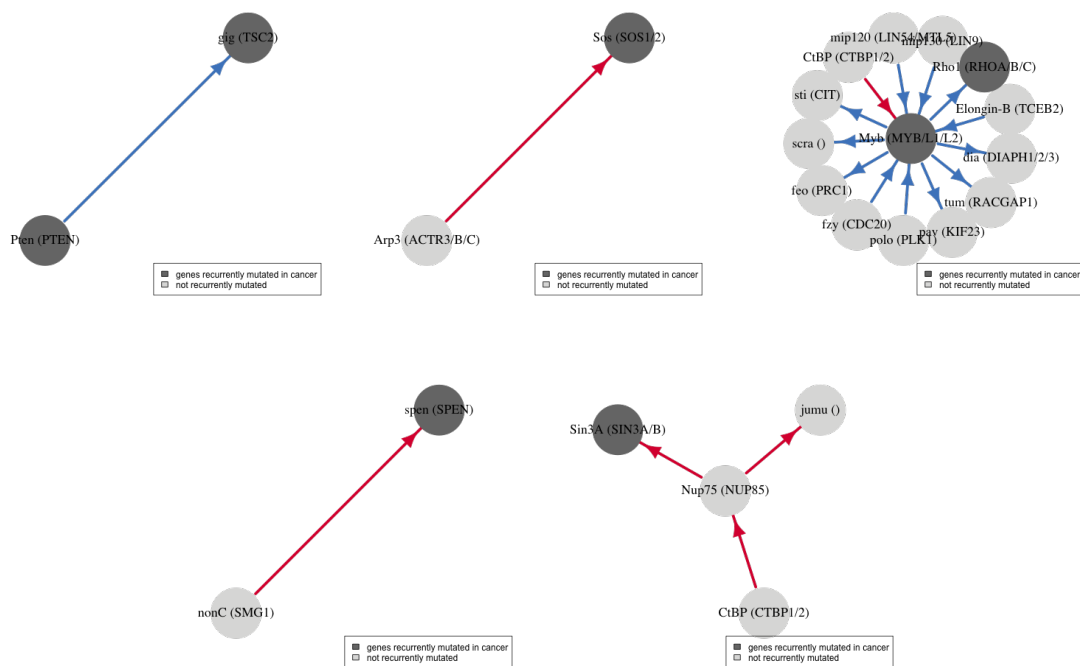 gig (TSC2)
Pten (PTEN)
genes recurrently mutated in cancer
not recurrently mutated
Sos (SOS1/2)
Arp3 (ACTR3/B/C)
genes recurrently mutated in cancer
not recurrently mutated
mip120 (LIN54/MTL5)
mip130 (LIN9)
CtBP (CTBP1/2)
Rho1 (RHOA/B/C)
sti (CIT)
Elongin-B (TCEB2)
Myb (MYB/L1/L2)
scra ()
dia (DIAPH1/2/3)
feo (PRC1)
tum (RACGAP1)
fzy (CDC20)
pav (KIF23)
polo (PLK1)
genes recurrently mutated in cancer
not recurrently mutated
spen (SPEN)
nonC (SMG1)
genes recurrently mutated in cancer
not recurrently mutated
jumu ()
Sin3A (SIN3A/B)
Nup75 (NUP85)
CtBP (CTBP1/2)
genes recurrently mutated in cancer
not recurrently mutated